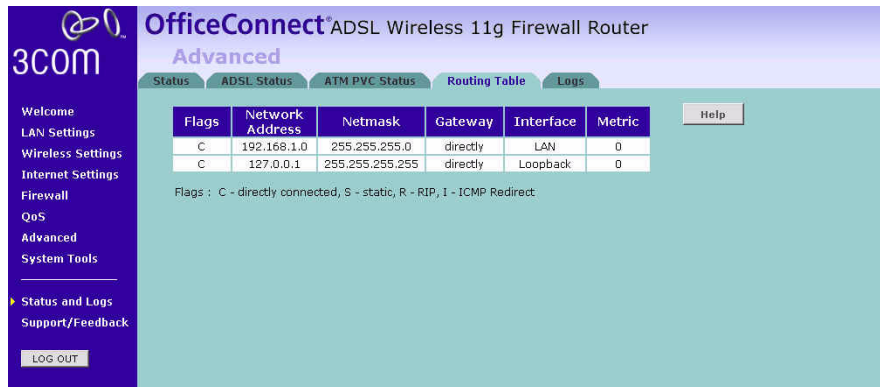 3COM
OfficeConnect® ADSL Wireless 11g Firewall Router
Advanced
Status ADSL Status ATM PVC Status Routing Table Logs
Welcome
LAN Settings
Wireless Settings
Internet Settings
Firewall
QoS
Advanced
System Tools
Status and Logs
Support/Feedback
LOG OUT
Flags Network Address Netmask Gateway Interface Metric
C 192.168.1.0 255.255.255.0 directly LAN 0
C 127.0.0.1 255.255.255.255 directly Loopback 0
Flags : C - directly connected, S - static, R - RIP, I - ICMP Redirect
Help